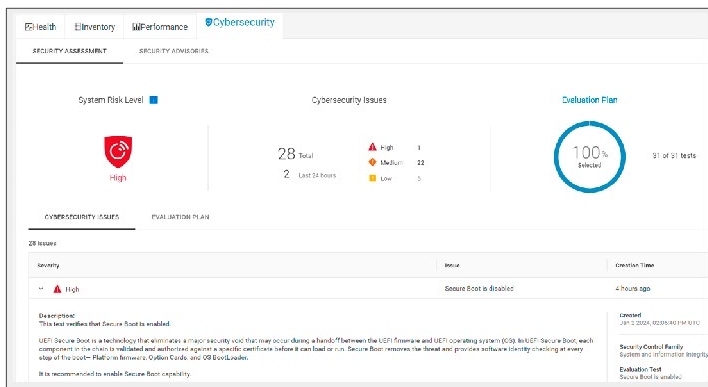 Health Inventory Performance Cybersecurity
SECURITY ASSESSMENT SECURITY ADVISORIES
System Risk Level Cybersecurity Issues Evaluation Plan
High
28 Total
2 Last 24 hours
High 1
Medium 22
Low 5
100% Selected
31 of 31 tests
CYBERSECURITY ISSUES EVALUATION PLAN
28 Issues
Severity Issue Creation Time
High Secure Boot is disabled 4 hours ago
Description:
This test verifies that Secure Boot is enabled.
UEFI Secure Boot is a technology that eliminates a major security void that may occur during a handoff between the UEFI firmware and UEFI operating system (OS). In UEFI Secure Boot, each
component in the chain is validated and authorized against a specific certificate before it can load or run. Secure Boot removes the threat and provides software identity checking at every
step of the boot— Platform firmware, Option Cards, and OS BootLoader.
It is recommended to enable Secure Boot capability.
Created
2024, PM UTC
Security Control Family
System and Information Integrity
Evaluation Test
Secure Boot is enabled